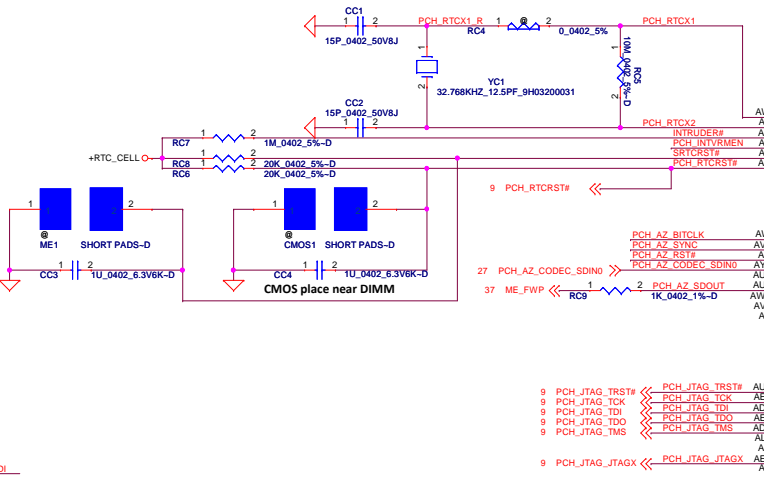 CC1
1 2
15P_0402_50V8J
PCH_RTCX1_R
RC4
1 @ 2
0_0402_5%
PCH_RTCX1
1
2
YC1
32.768KHZ_12.5PF_9H03200031
1
2
10M_0402_5%~D
RC5
CC2
15P_0402_50V8J
1 2
PCH_RTCX2
INTRUDER#
PCH_INTVRMEN
SRTCRST#
PCH_RTCRST#
+RTC_CELL
RC7 1 2 1M_0402_5%~D
RC8 1 2 20K_0402_5%~D
RC6 1 2 20K_0402_5%~D
9 PCH_RTCRST#
1 2
@
ME1 SHORT PADS~D
1 2
@
CMOS1 SHORT PADS~D
CC3 1 2 1U_0402_6.3V6K~D
CC4 1 2 1U_0402_6.3V6K~D
CMOS place near DIMM
PCH_AZ_BITCLK
PCH_AZ_SYNC
PCH_AZ_RST#
27 PCH_AZ_CODEC_SDIN0 PCH_AZ_CODEC_SDIN0
37 ME_FWP RC9 1 2 1K_0402_1%~D PCH_AZ_SDOUT
9 PCH_JTAG_TRST# PCH_JTAG_TRST#
9 PCH_JTAG_TCK PCH_JTAG_TCK
9 PCH_JTAG_TDI PCH_JTAG_TDI
9 PCH_JTAG_TDO PCH_JTAG_TDO
9 PCH_JTAG_TMS PCH_JTAG_TMS
9 PCH_JTAG_JTAGX PCH_JTAG_JTAGX